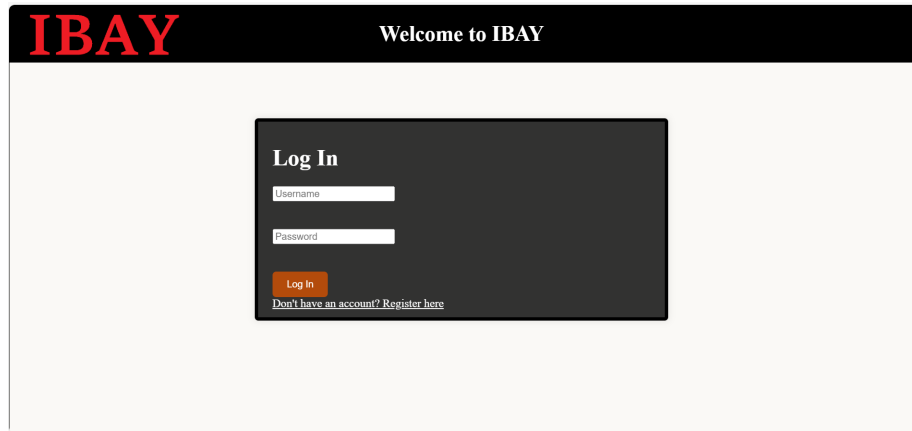 IBAY
Welcome to IBAY
Log In
Username
Password
Log In
Don't have an account? Register here